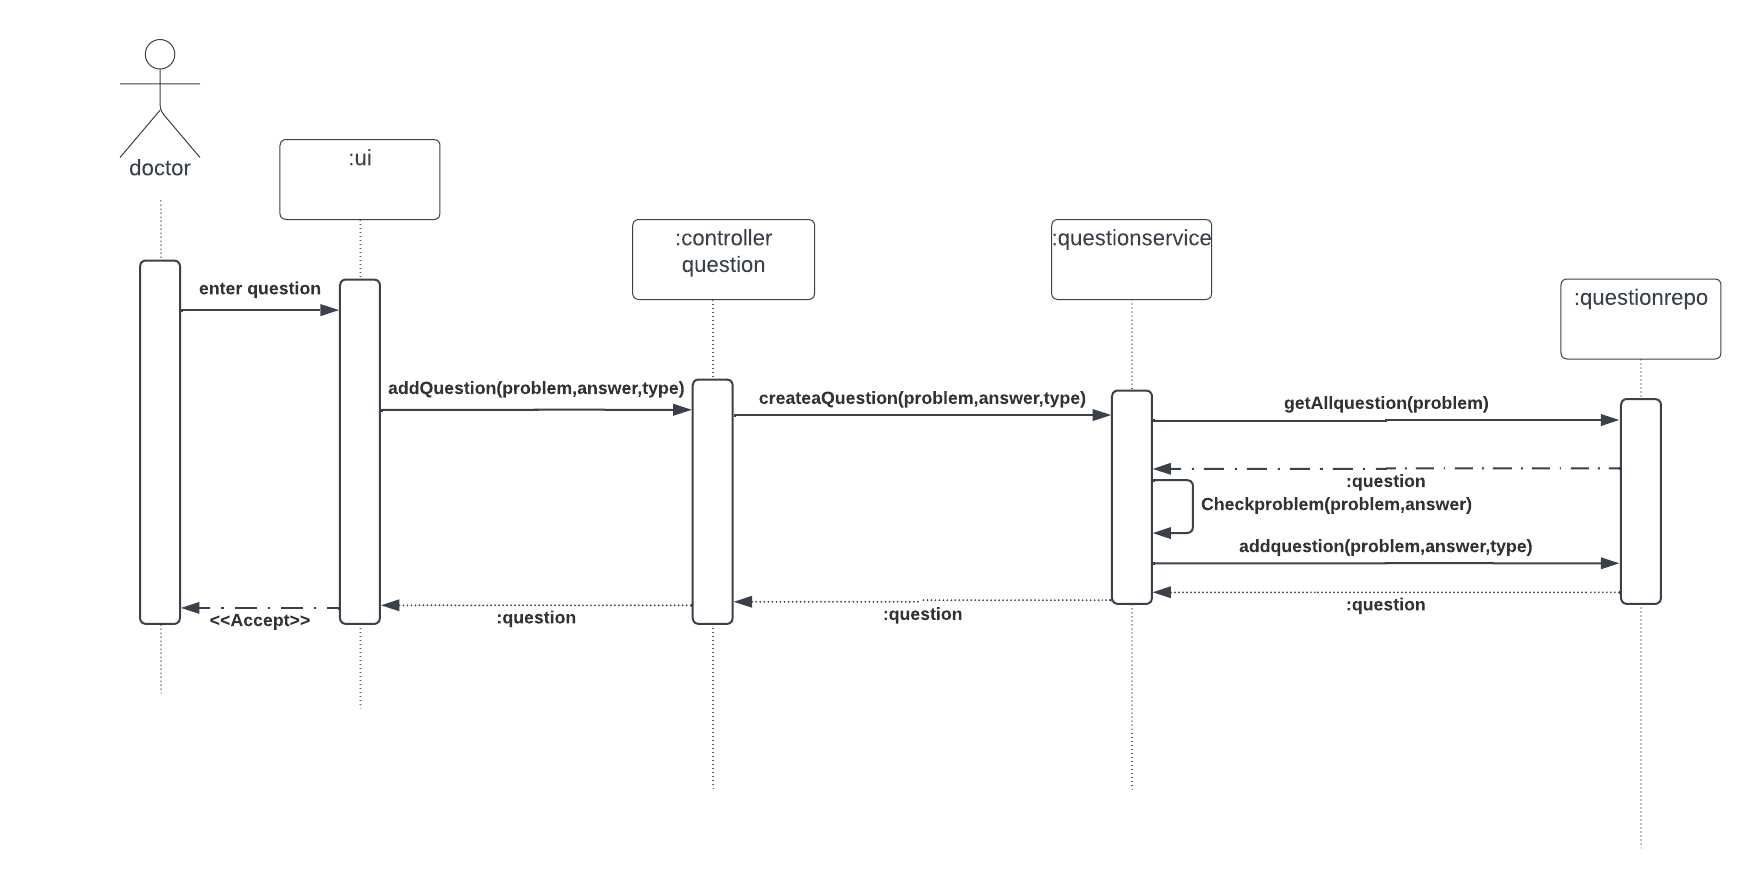 doctor
:ui
:controller
question
:questionservice
:questionrepo
enter question
addQuestion(problem,answer,type)
createaQuestion(problem,answer,type)
getAllquestion(problem)
:question
Checkproblem(problem,answer)
addquestion(problem,answer,type)
:question
:question
:question
<<Accept>>